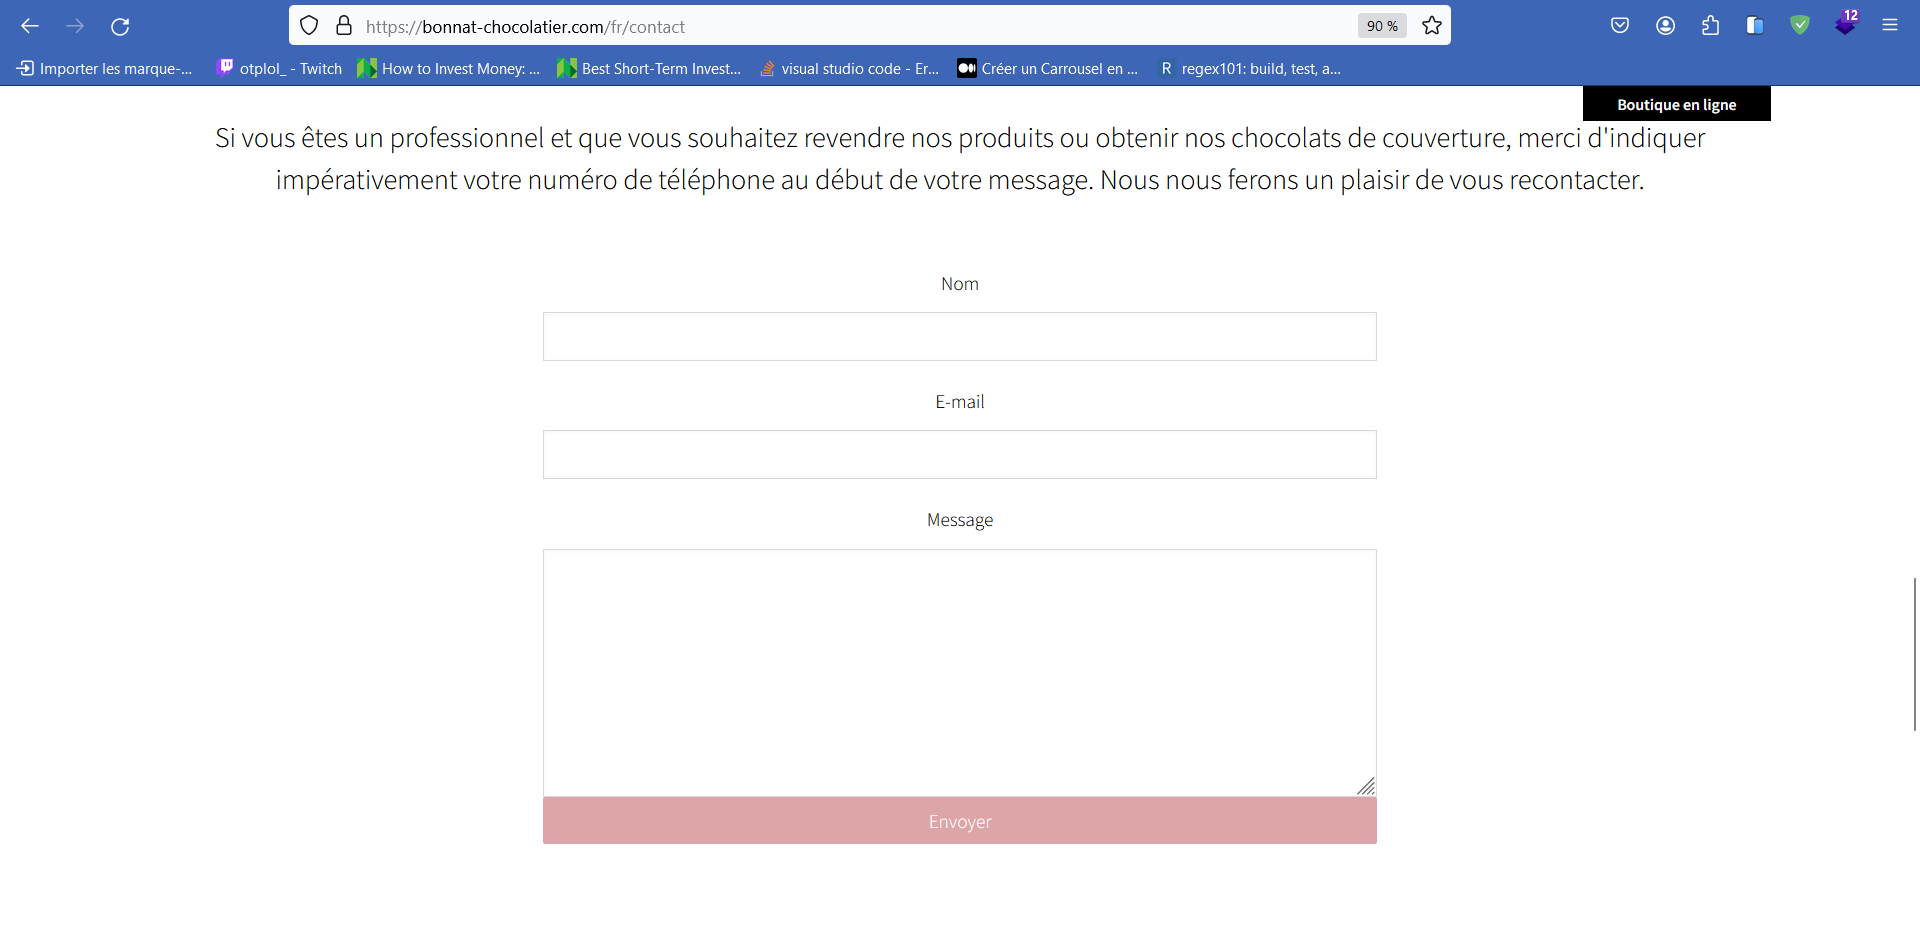 https://bonnat-chocolatier.com/fr/contact
90 %
12
Importer les marque-...
otplol_ - Twitch
How to Invest Money: ...
Best Short-Term Invest...
visual studio code - Er...
Créer un Carrousel en ...
R regex101: build, test, a...
Boutique en ligne
Si vous êtes un professionnel et que vous souhaitez revendre nos produits ou obtenir nos chocolats de couverture, merci d'indiquer
impérativement votre numéro de téléphone au début de votre message. Nous nous ferons un plaisir de vous recontacter.
Nom
E-mail
Message
Envoyer